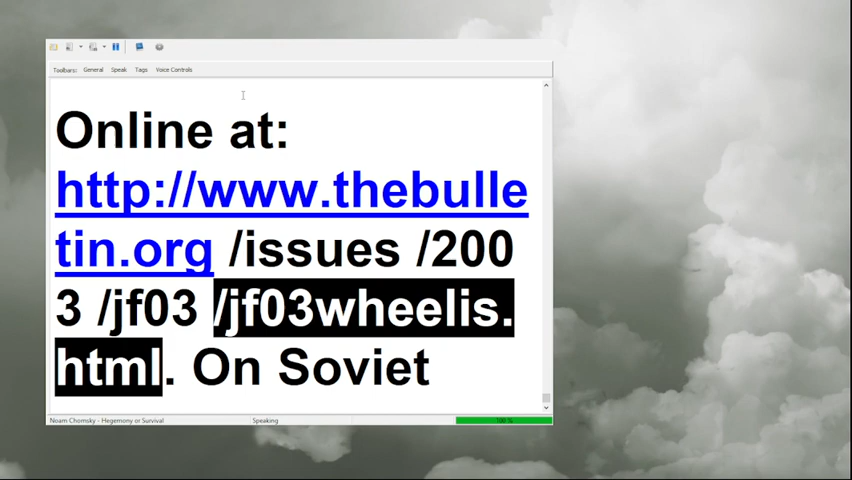 Toolbars: General Speak Tags Voice Controls
Online at:
http://www.thebulle
tin.org /issues /200
3 /jf03 /jf03wheelis.
html. On Soviet
Noam Chomsky - Hegemony or Survival Speaking 100 %